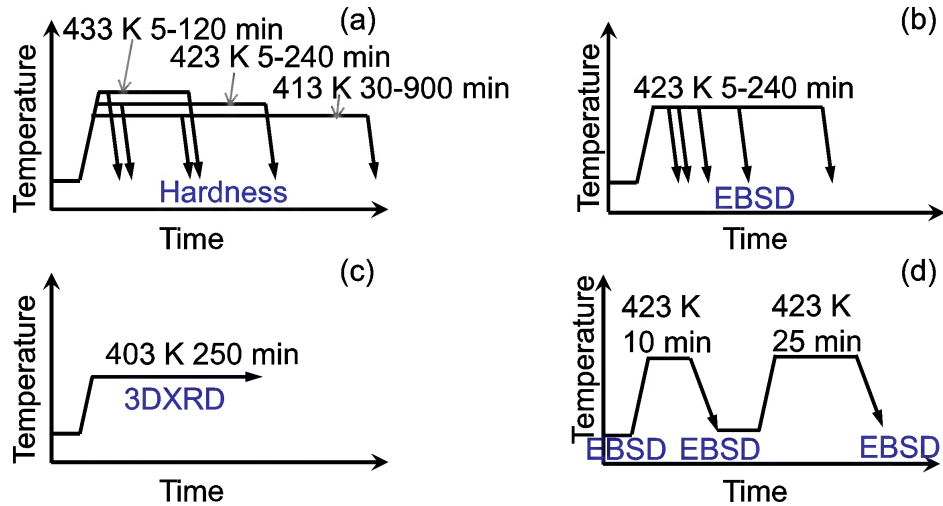 (a)
433 K 5-120 min
423 K 5-240 min
413 K 30-900 min
Temperature
Hardness
Time
(b)
423 K 5-240 min
Temperature
EBSD
Time
(c)
403 K 250 min
Temperature
3DXRD
Time
(d)
423 K
10 min
423 K
25 min
Temperature
EBSD
EBSD
EBSD
Time